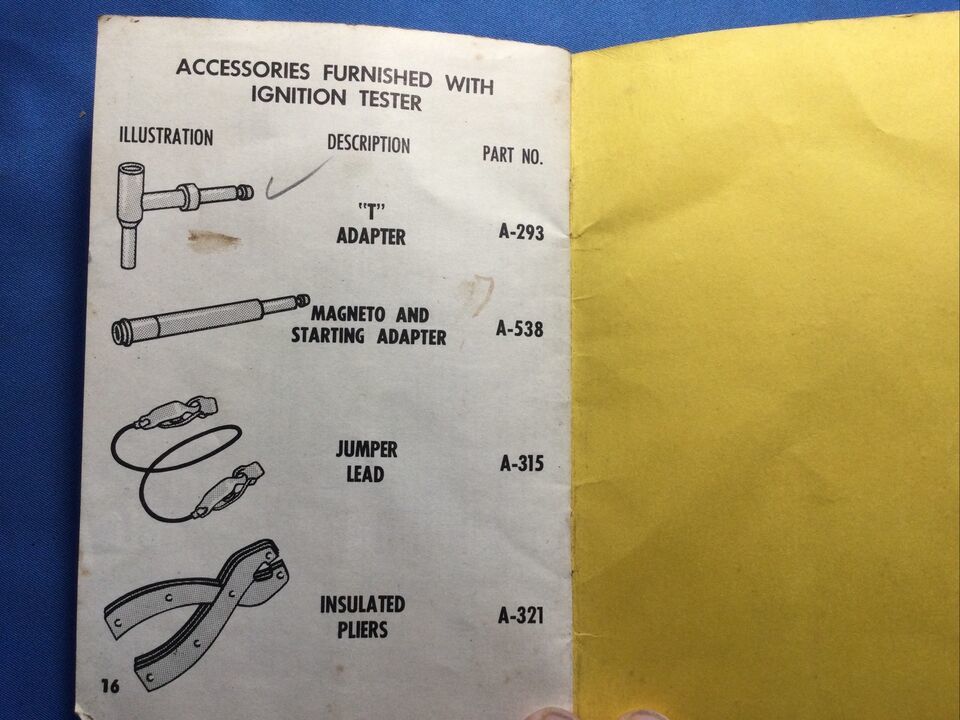 ACCESSORIES FURNISHED WITH
IGNITION TESTER
ILLUSTRATION DESCRIPTION PART NO.
"T"
ADAPTER A-293
MAGNETO AND
STARTING ADAPTER A-538
JUMPER
LEAD A-315
INSULATED
PLIERS A-321
16